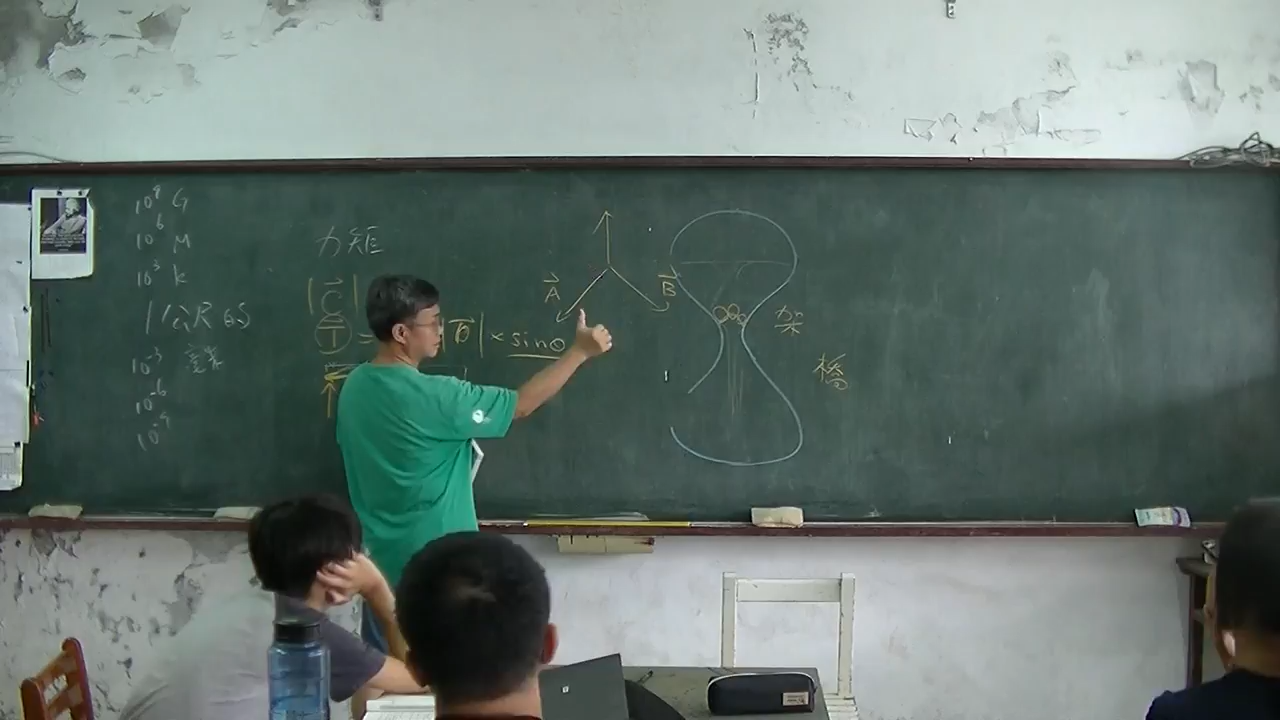 10⁹ G
10⁶ M
10³ k
1公尺的
10⁻³ 毫米
10⁻⁶
10⁻⁹
力矩
|C⃗|
T =
|B⃗| × sinθ
A⃗
B⃗
架
橋